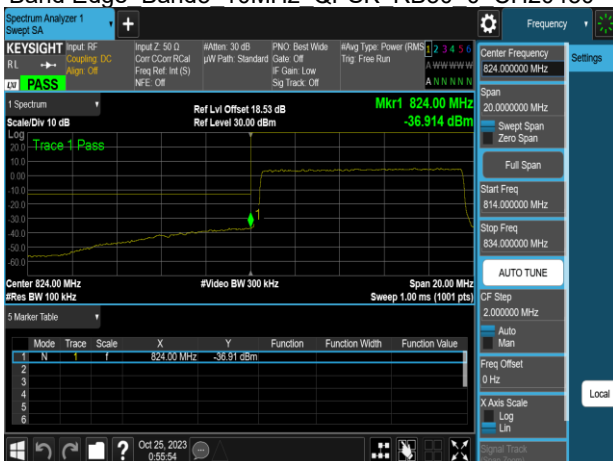 Spectrum Analyzer 1
Swept SA
+
Frequency
KEYSIGHT
RL
Input: RF
Coupling: DC
Align: Off
Input Z: 50 Ω
Corr CCorr RCal
Freq Ref: Int (S)
NFE: Off
#Atten: 30 dB
µW Path: Standard
PNO: Best Wide
Gate: Off
IF Gain: Low
Sig Track: Off
#Avg Type: Power (RMS)
Trig: Free Run
1 2 3 4 5 6
A W W W W W
A N N N N N
LXI PASS
1 Spectrum
Scale/Div 10 dB
Ref Lvl Offset 18.53 dB
Ref Level 30.00 dBm
Mkr1 824.00 MHz
-36.914 dBm
Log
Trace 1 Pass
20.0
10.0
0.00
-10.0
-20.0
-30.0
-40.0
-50.0
-60.0
1
Center 824.00 MHz
#Res BW 100 kHz
#Video BW 300 kHz
Span 20.00 MHz
Sweep 1.00 ms (1001 pts)
5 Marker Table
Mode Trace Scale X Y Function Function Width Function Value
1 N 1 f 824.00 MHz -36.91 dBm
2
3
4
5
6
Oct 25, 2023
0:55:54
?
Center Frequency
824.000000 MHz
Settings
Span
20.0000000 MHz
Swept Span
Zero Span
Full Span
Start Freq
814.000000 MHz
Stop Freq
834.000000 MHz
AUTO TUNE
CF Step
2.000000 MHz
Auto
Man
Freq Offset
0 Hz
X Axis Scale
Log
Lin
Local
Signal Track